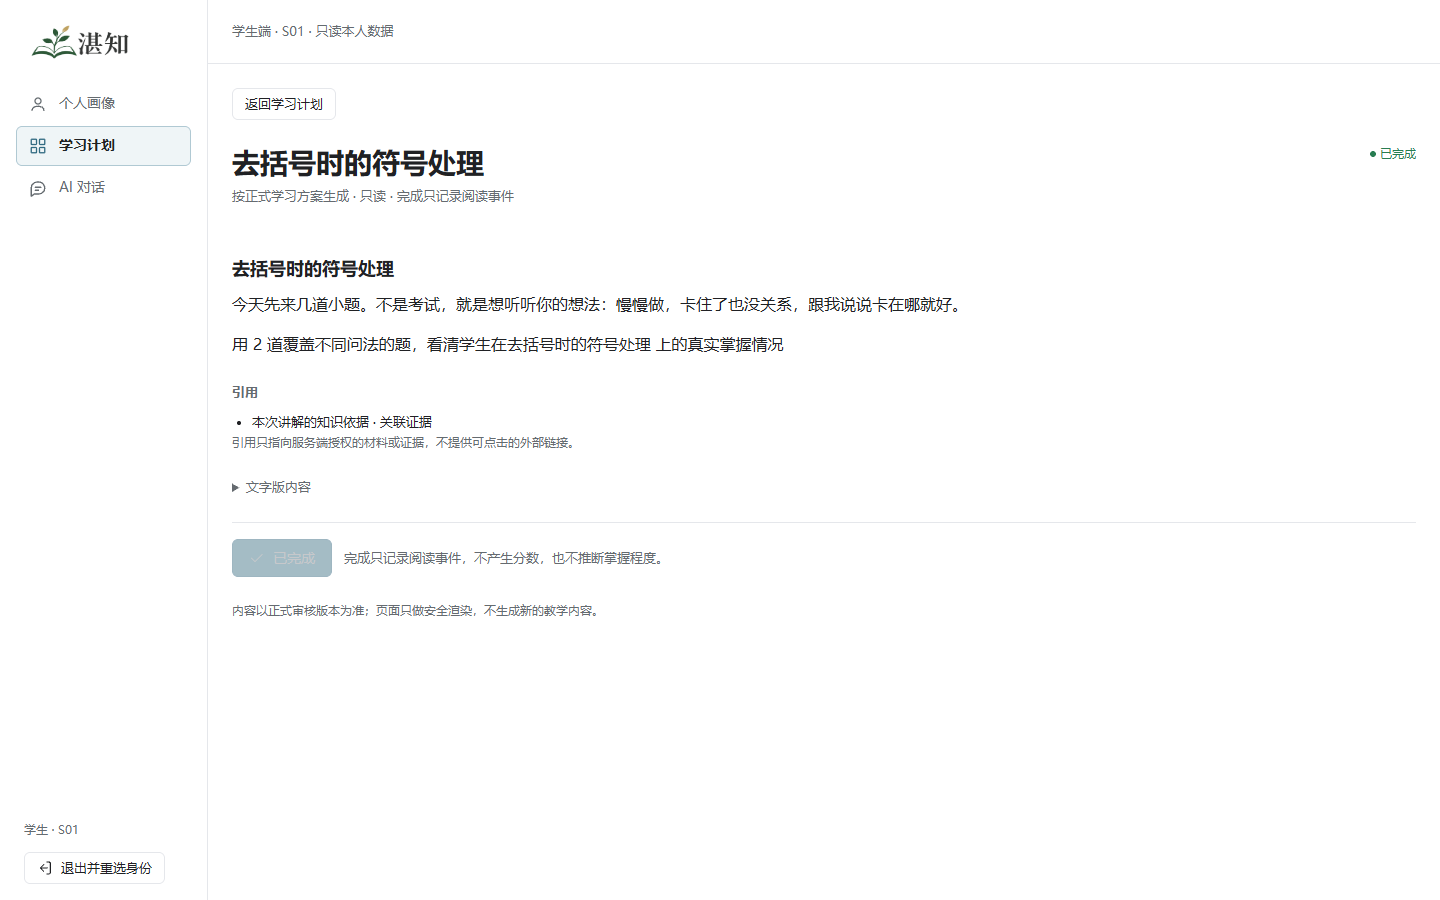 湛知
学生端 · S01 · 只读本人数据
个人画像
学习计划
AI 对话
返回学习计划
去括号时的符号处理
已完成
按正式学习方案生成 · 只读 · 完成只记录阅读事件
去括号时的符号处理
今天先来几道小题。不是考试，就是想听听你的想法：慢慢做，卡住了也没关系，跟我说说卡在哪就好。
用 2 道覆盖不同问法的题，看清学生在去括号时的符号处理 上的真实掌握情况
引用
本次讲解的知识依据 · 关联证据
引用只指向服务端授权的材料或证据，不提供可点击的外部链接。
文字版内容
已完成 完成只记录阅读事件，不产生分数，也不推断掌握程度。
内容以正式审核版本为准；页面只做安全渲染，不生成新的教学内容。
学生 · S01
退出并重选身份